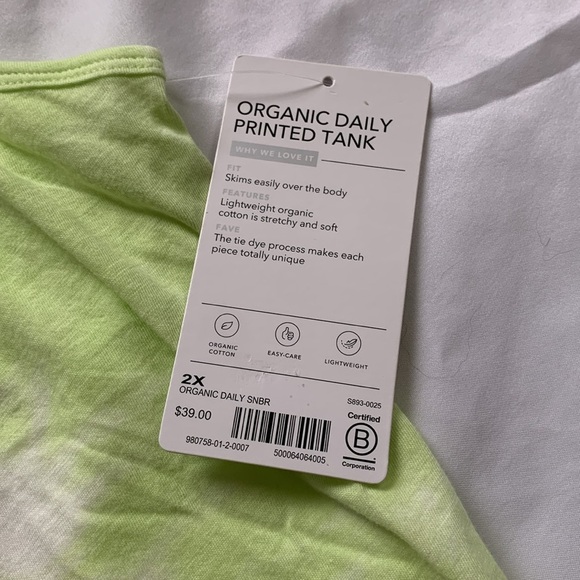 ORGANIC DAILY
PRINTED TANK
WHY WE LOVE IT
FIT
Skims easily over the body
FEATURES
Lightweight organic
cotton is stretchy and soft
FAVE
The tie dye process makes each
piece totally unique
ORGANIC
COTTON
EASY-CARE
LIGHTWEIGHT
2X
S893-0025
ORGANIC DAILY SNBR
$39.00
980758-01-2-0007
500064064005
Certified
B
Corporation